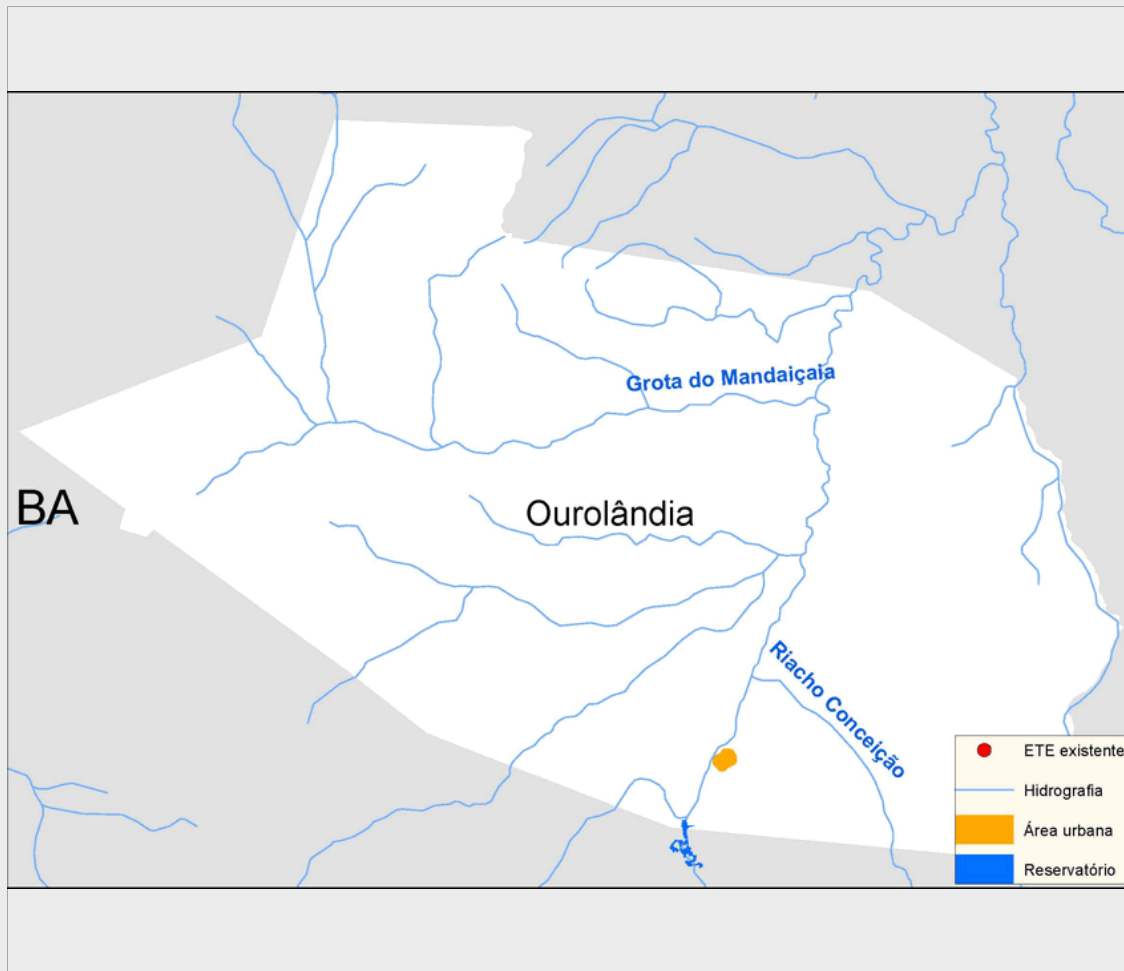 Grota do Mandaiçaia
BA
Ourolândia
Riacho Conceição
ETE existente
Hidrografia
Área urbana
Reservatório